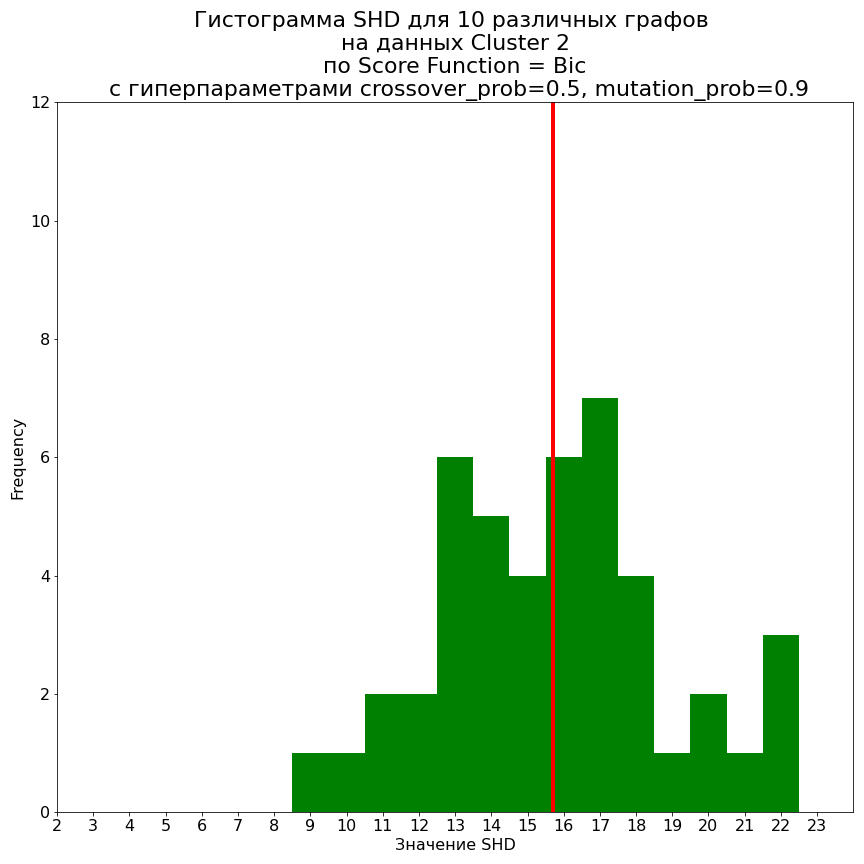 Гистограмма SHD для 10 различных графов
на данных Cluster 2
по Score Function = Bic
с гиперпараметрами crossover_prob=0.5, mutation_prob=0.9
12
10
8
6
4
2
0
Frequency
2 3 4 5 6 7 8 9 10 11 12 13 14 15 16 17 18 19 20 21 22 23
Значение SHD